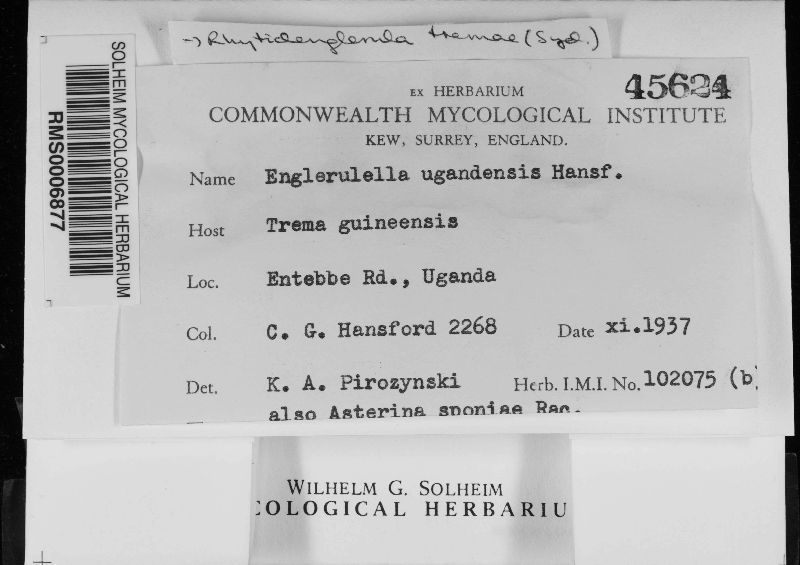 → Rhytidenglerula tremae (Syd.)
SOLHEIM MYCOLOGICAL HERBARIUM
RMS0006877
45624
EX HERBARIUM
COMMONWEALTH MYCOLOGICAL INSTITUTE
KEW, SURREY, ENGLAND.
Name Englerulella ugandensis Hansf.
Host Trema guineensis
Loc. Entebbe Rd., Uganda
Col. C. G. Hansford 2268 Date xi.1937
Det. K. A. Pirozynski Herb. I.M.I. No. 102075 (b)
also Asterina sponiae Rac.
WILHELM G. SOLHEIM
COLOGICAL HERBARIU